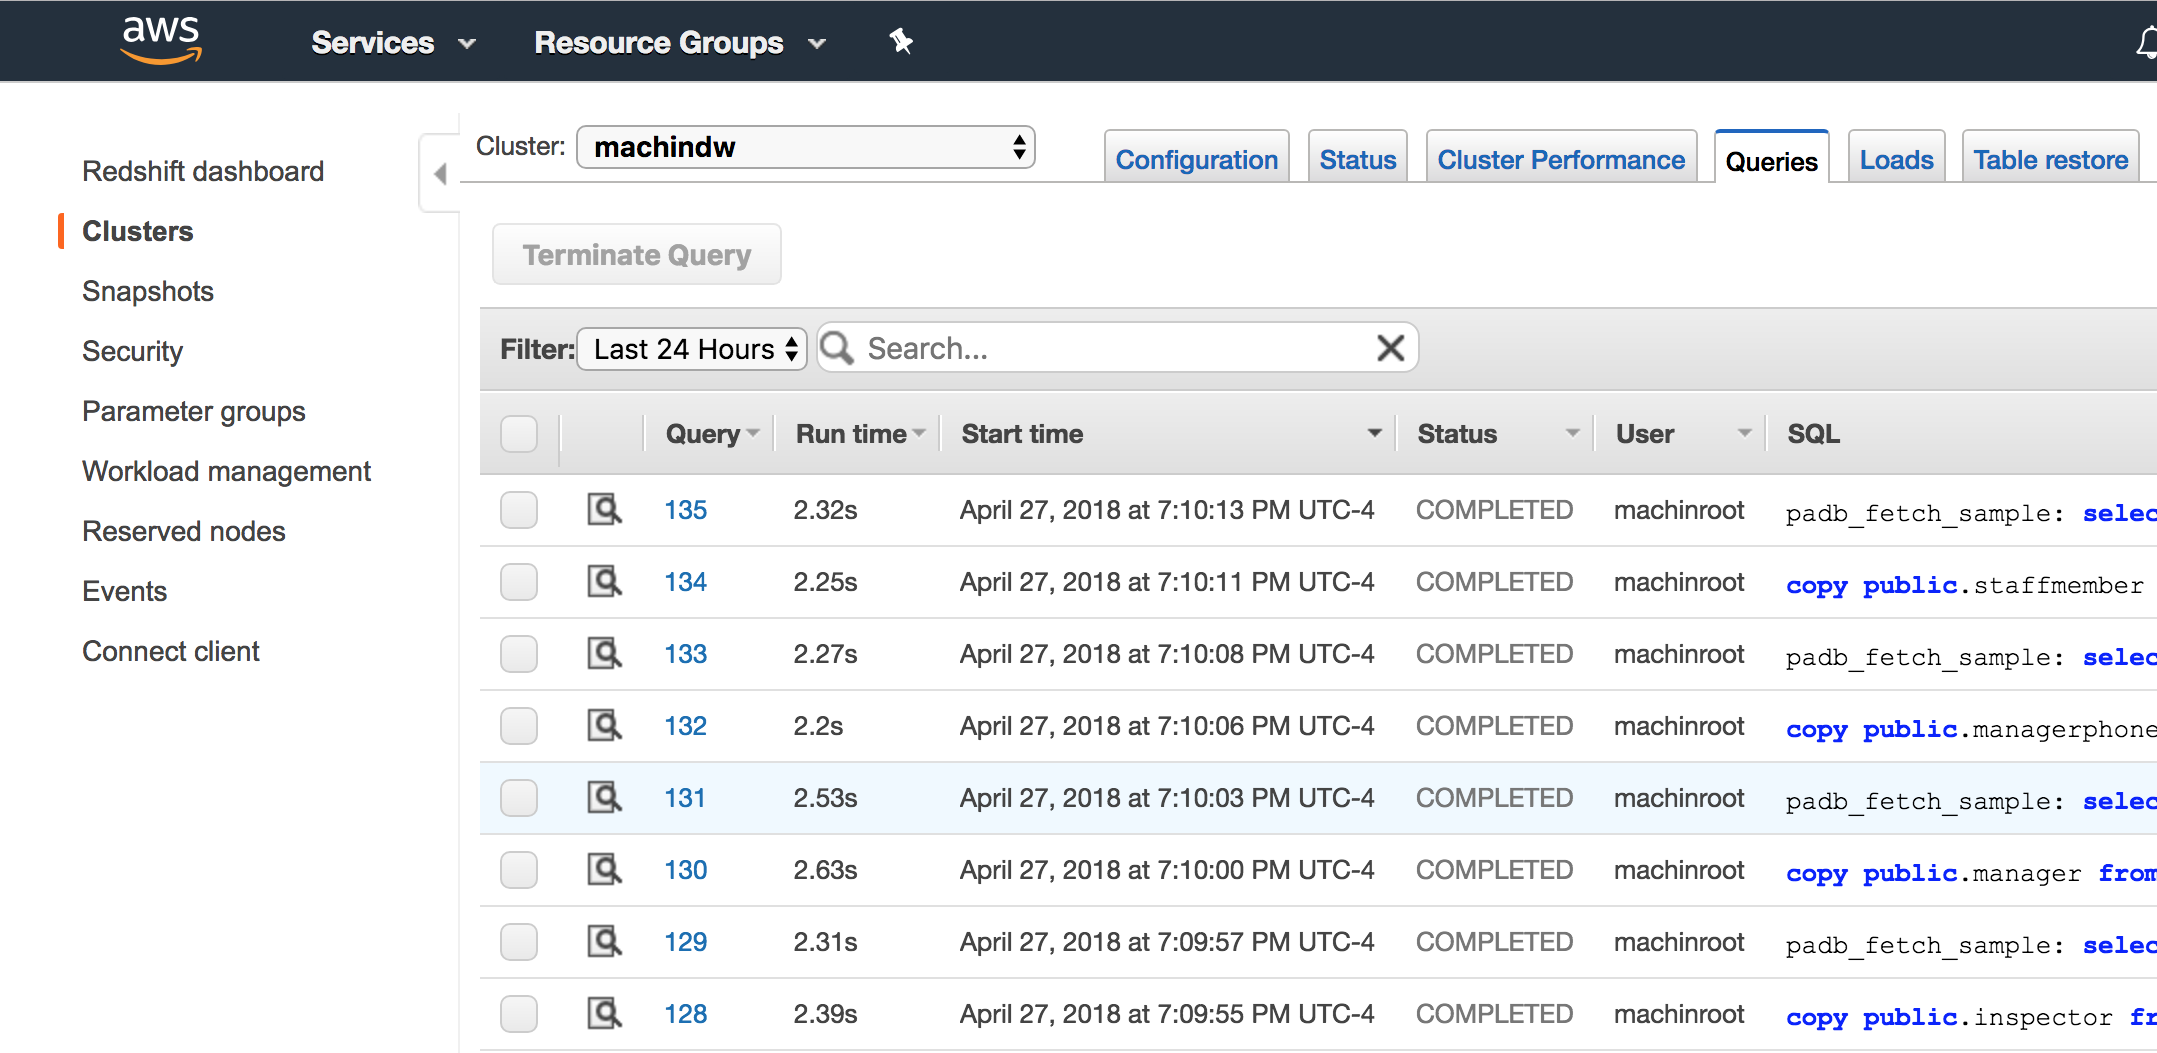 aws Services Resource Groups
Cluster: machindw Configuration Status Cluster Performance Queries Loads Table restore
Redshift dashboard
Clusters
Snapshots
Security
Parameter groups
Workload management
Reserved nodes
Events
Connect client
Terminate Query
Filter: Last 24 Hours Search...
Query Run time Start time Status User SQL
135 2.32s April 27, 2018 at 7:10:13 PM UTC-4 COMPLETED machinroot padb_fetch_sample: selec
134 2.25s April 27, 2018 at 7:10:11 PM UTC-4 COMPLETED machinroot copy public.staffmember
133 2.27s April 27, 2018 at 7:10:08 PM UTC-4 COMPLETED machinroot padb_fetch_sample: selec
132 2.2s April 27, 2018 at 7:10:06 PM UTC-4 COMPLETED machinroot copy public.managerphone
131 2.53s April 27, 2018 at 7:10:03 PM UTC-4 COMPLETED machinroot padb_fetch_sample: selec
130 2.63s April 27, 2018 at 7:10:00 PM UTC-4 COMPLETED machinroot copy public.manager from
129 2.31s April 27, 2018 at 7:09:57 PM UTC-4 COMPLETED machinroot padb_fetch_sample: selec
128 2.39s April 27, 2018 at 7:09:55 PM UTC-4 COMPLETED machinroot copy public.inspector fr